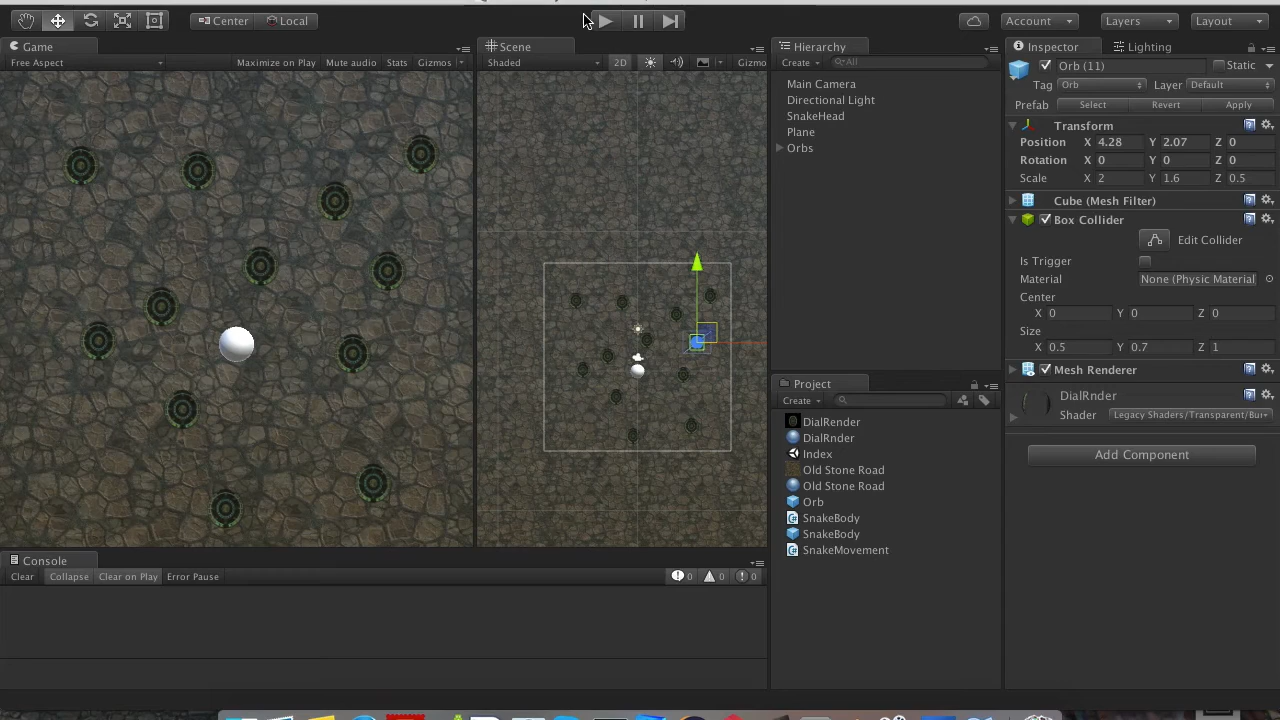 Center Local Account Layers Layout
Game
Free Aspect Maximize on Play Mute audio Stats Gizmos
Scene
Shaded 2D Gizmo
Hierarchy
Create All
Main Camera
Directional Light
SnakeHead
Plane
Orbs
Project
Create
DialRender
DialRnder
Index
Old Stone Road
Old Stone Road
Orb
SnakeBody
SnakeBody
SnakeMovement
Inspector Lighting
Orb (11) Static
Tag Orb Layer Default
Prefab Select Revert Apply
Transform
Position X 4.28 Y 2.07 Z 0
Rotation X 0 Y 0 Z 0
Scale X 2 Y 1.6 Z 0.5
Cube (Mesh Filter)
Box Collider
Edit Collider
Is Trigger
Material None (Physic Material
Center
X 0 Y 0 Z 0
Size
X 0.5 Y 0.7 Z 1
Mesh Renderer
DialRnder
Shader Legacy Shaders/Transparent/Bu
Add Component
Console
Clear Collapse Clear on Play Error Pause 0 0 0